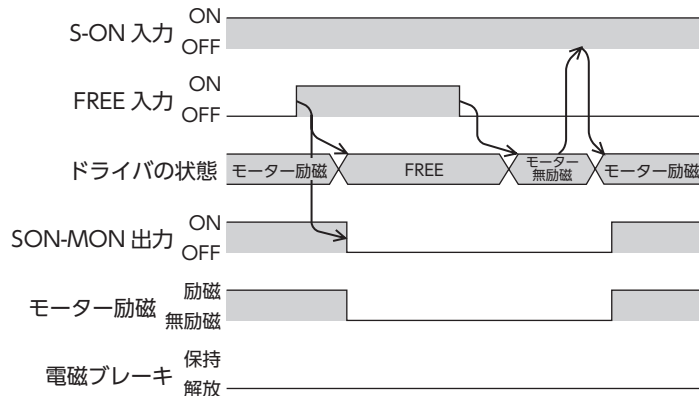 S-ON 入力
ON
OFF
FREE 入力
ON
OFF
ドライバの状態
モーター励磁
FREE
モーター
無励磁
モーター励磁
SON-MON 出力
ON
OFF
モーター励磁
励磁
無励磁
電磁ブレーキ
保持
解放